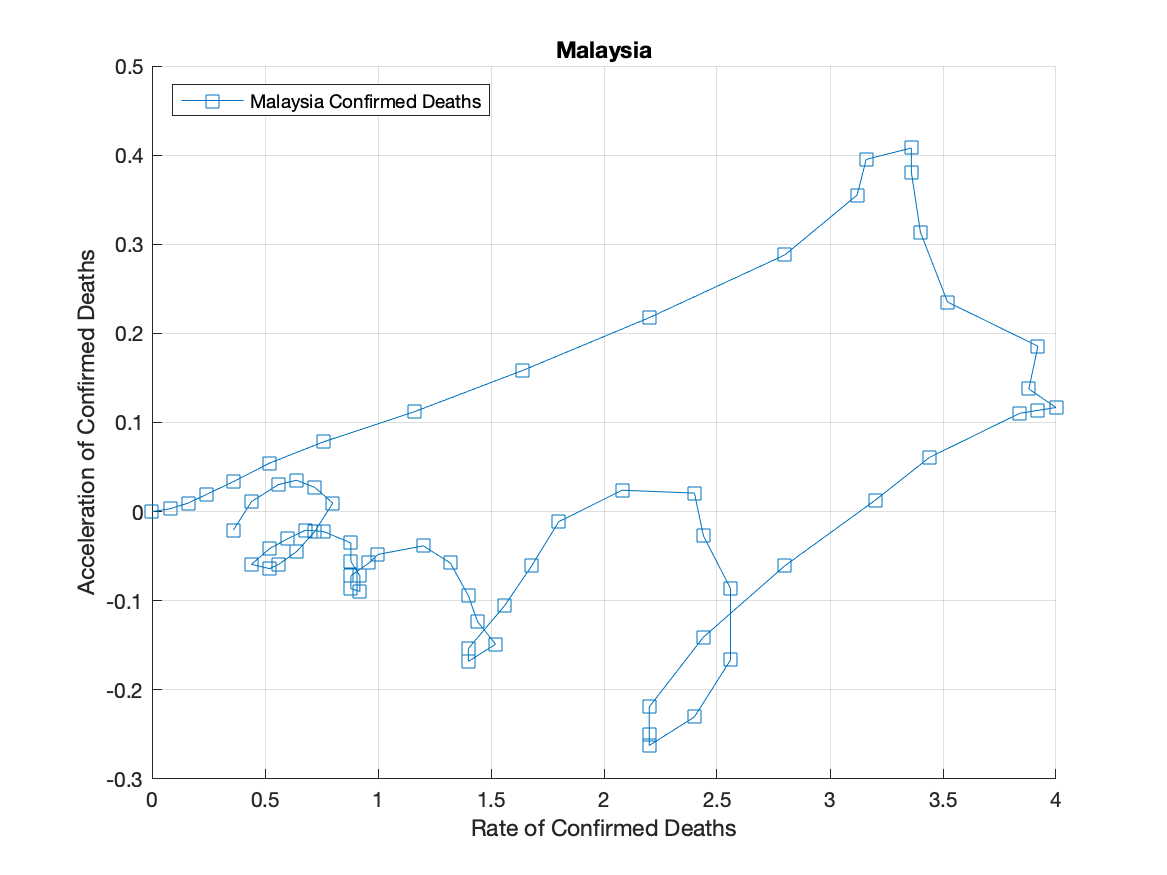 Malaysia
Malaysia Confirmed Deaths
0.5
0.4
0.3
0.2
0.1
0
-0.1
-0.2
-0.3
Acceleration of Confirmed Deaths
0 0.5 1 1.5 2 2.5 3 3.5 4
Rate of Confirmed Deaths